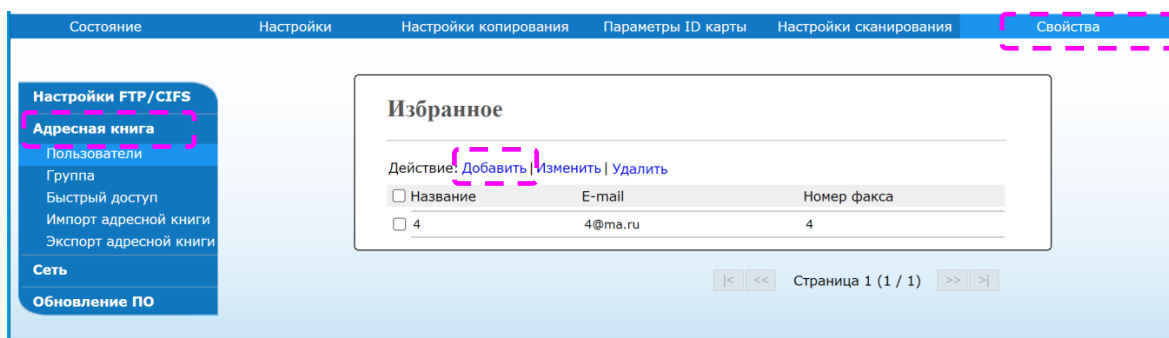 Состояние Настройки Настройки копирования Параметры ID карты Настройки сканирования Свойства
Настройки FTP/CIFS
Адресная книга
Пользователи
Группа
Быстрый доступ
Импорт адресной книги
Экспорт адресной книги
Сеть
Обновление ПО
Избранное
Действие: Добавить | Изменить | Удалить
Название E-mail Номер факса
4 4@ma.ru 4
|< << Страница 1 (1 / 1) >> >|